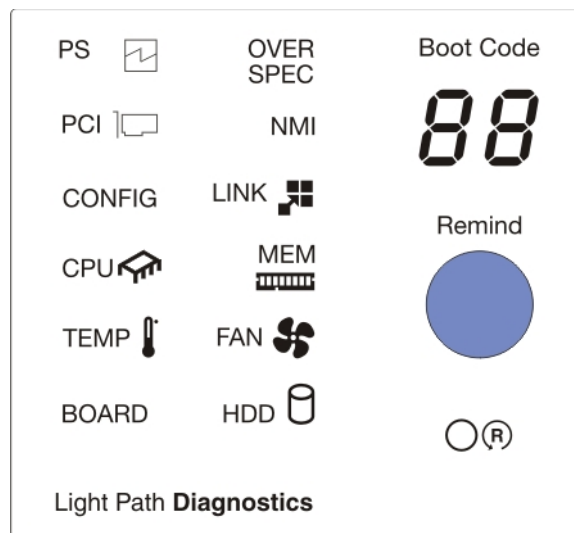 PS
OVER
SPEC
Boot Code
88
PCI
NMI
CONFIG
LINK
Remind
CPU
MEM
TEMP
FAN
BOARD
HDD
R
Light Path Diagnostics